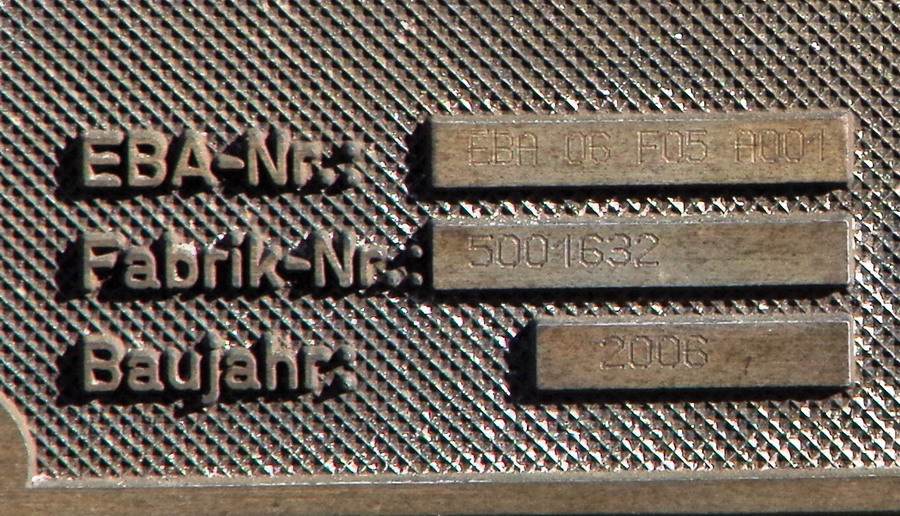 EBA-Nr.: EBA 06 F05 A001
Fabrik-Nr.: 5001632
Baujahr: 2006